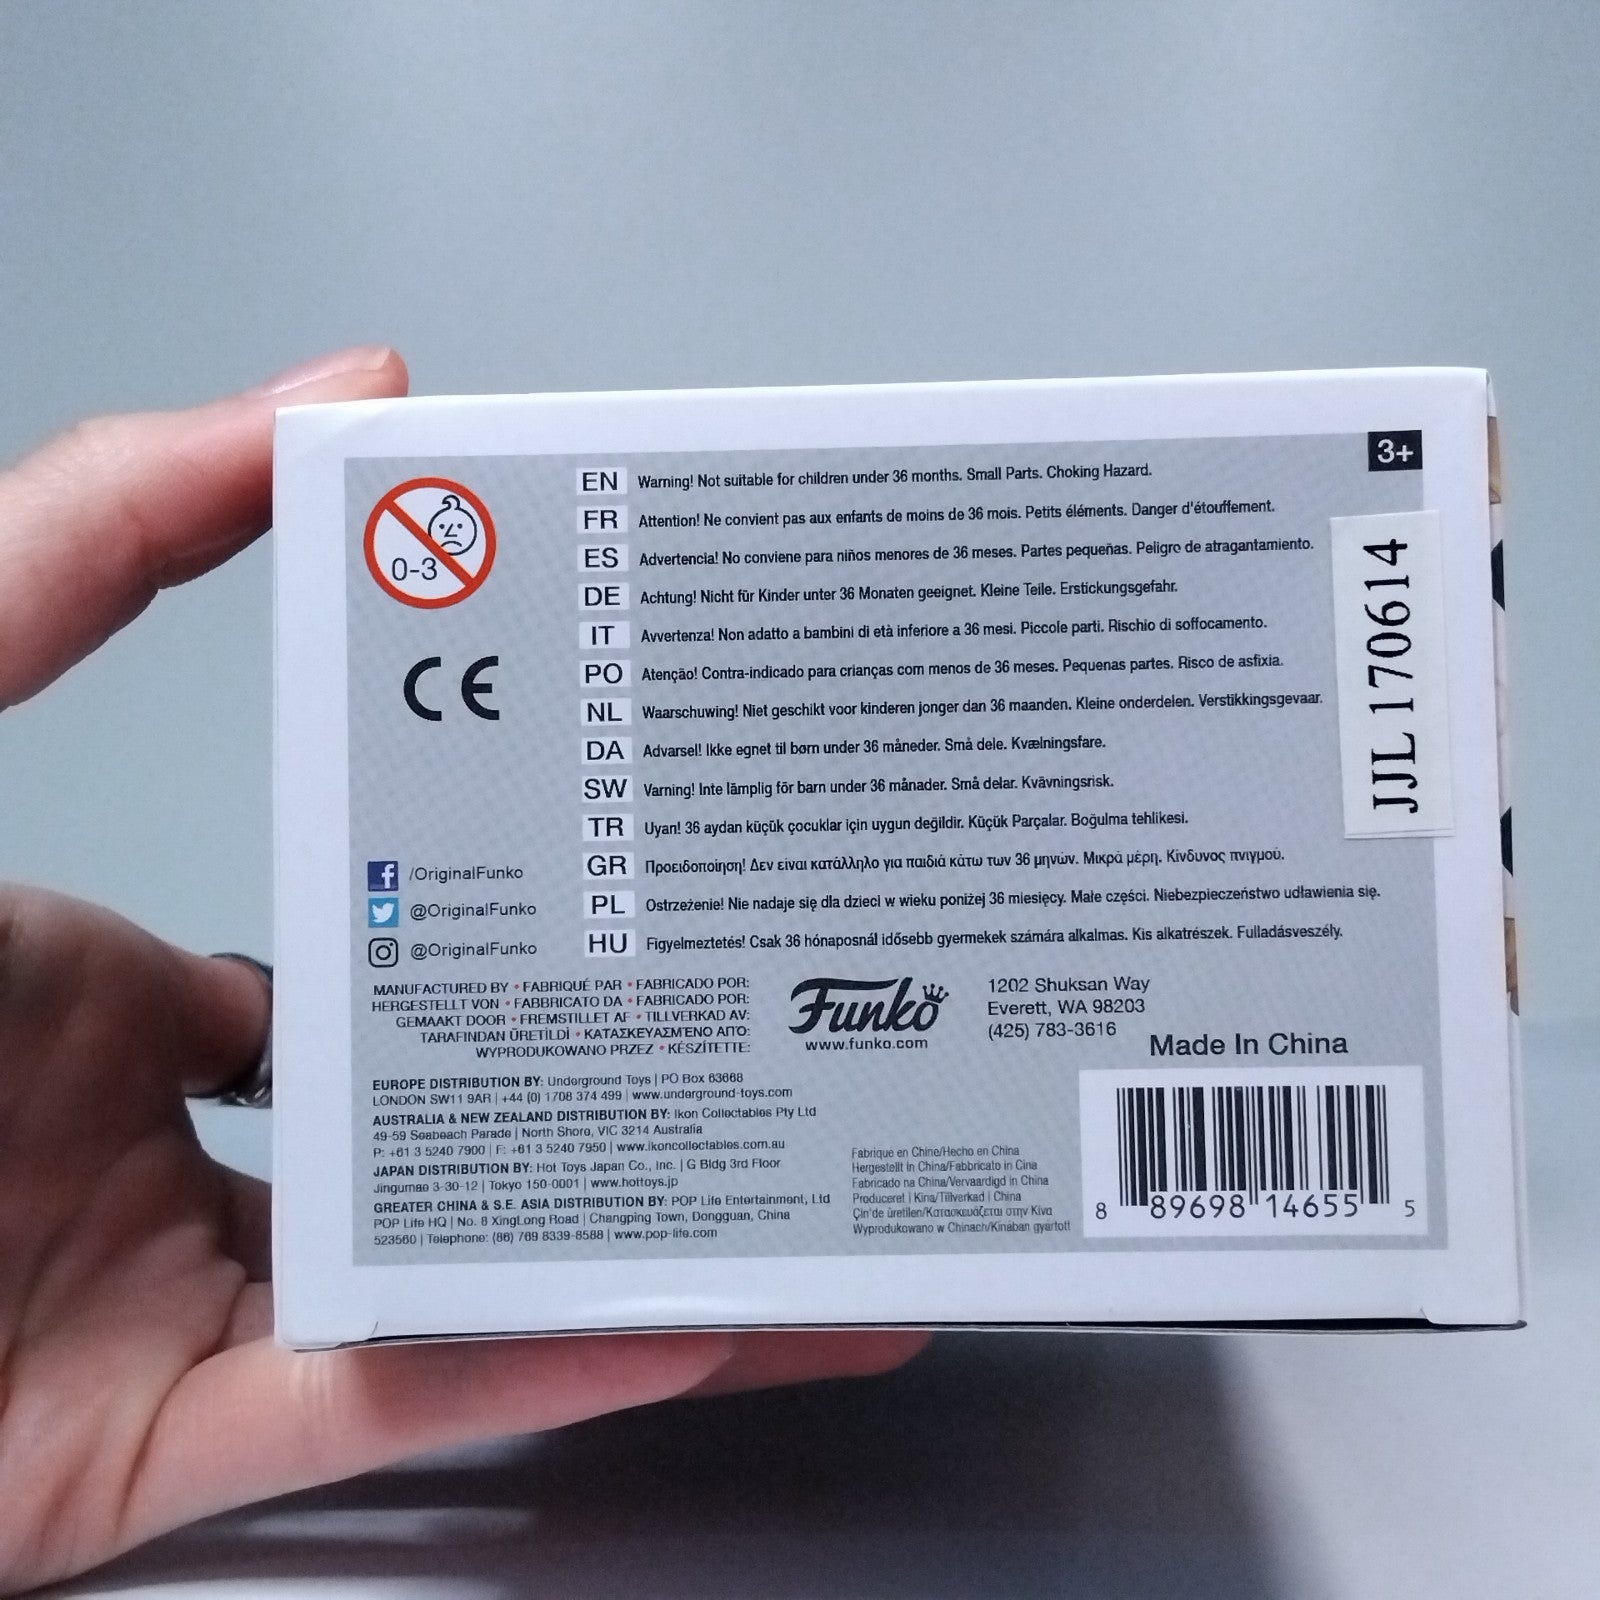 3+
0-3
EN Warning! Not suitable for children under 36 months. Small Parts. Choking Hazard.
FR Attention! Ne convient pas aux enfants de moins de 36 mois. Petits éléments. Danger d'étouffement.
ES Advertencia! No conviene para niños menores de 36 meses. Partes pequeñas. Peligro de atragantamiento.
DE Achtung! Nicht für Kinder unter 36 Monaten geeignet. Kleine Teile. Erstickungsgefahr.
IT Avvertenza! Non adatto a bambini di età inferiore a 36 mesi. Piccole parti. Rischio di soffocamento.
PO Atenção! Contra-indicado para crianças com menos de 36 meses. Pequenas partes. Risco de asfixia.
NL Waarschuwing! Niet geschikt voor kinderen jonger dan 36 maanden. Kleine onderdelen. Verstikkingsgevaar.
DA Advarsel! Ikke egnet til børn under 36 måneder. Små dele. Kvælningsfare.
SW Varning! Inte lämplig för barn under 36 månader. Små delar. Kvävningsrisk.
TR Uyan! 36 aydan küçük çocuklar için uygun değildir. Küçük Parçalar. Boğulma tehlikesi.
GR Προειδοποίηση! Δεν είναι κατάλληλο για παιδιά κάτω των 36 μηνών. Μικρά μέρη. Κίνδυνος πνιγμού.
PL Ostrzeżenie! Nie nadaje się dla dzieci w wieku poniżej 36 miesięcy. Małe części. Niebezpieczeństwo udławienia się.
HU Figyelmeztetés! Csak 36 hónaposnál idősebb gyermekek számára alkalmas. Kis alkatrészek. Fulladásveszély.
JJL 170614
CE
/OriginalFunko
@OriginalFunko
@OriginalFunko
MANUFACTURED BY • FABRIQUÉ PAR • FABRICADO POR:
HERGESTELLT VON • FABBRICATO DA • FABRICADO POR:
GEMAAKT DOOR • FREMSTILLET AF • TILLVERKAD AV:
TARAFINDAN ÜRETİLDİ • ΚΑΤΑΣΚΕΥΑΣΜΈΝΟ ΑΠΌ:
WYPRODUKOWANO PRZEZ • KÉSZÍTETTE:
Funko
www.funko.com
1202 Shuksan Way
Everett, WA 98203
(425) 783-3616
Made In China
EUROPE DISTRIBUTION BY: Underground Toys | PO Box 63668
LONDON SW11 9AR | +44 (0) 1708 374 499 | www.underground-toys.com
AUSTRALIA & NEW ZEALAND DISTRIBUTION BY: Ikon Collectables Pty Ltd
49-59 Seabeach Parade | North Shore, VIC 3214 Australia
P: +61 3 5240 7900 | F: +61 3 5240 7950 | www.ikoncollectables.com.au
JAPAN DISTRIBUTION BY: Hot Toys Japan Co., Inc. | G Bldg 3rd Floor
Jingumae 3-30-12 | Tokyo 150-0001 | www.hottoys.jp
GREATER CHINA & S.E. ASIA DISTRIBUTION BY: POP Life Entertainment, Ltd
POP Life HQ | No. 8 XingLong Road | Changping Town, Dongguan, China
523560 | Telephone: (86) 769 8339-8588 | www.pop-life.com
Fabriqué en Chine/Hecho en China
Hergestellt in China/Fabbricato in Cina
Fabricado na China/Vervaardigd in China
Produceret i Kina/Tillverkad i China
Çin'de üretilen/Κατασκευάζεται στην Κίνα
Wyprodukowano w Chinach/Kínában gyártott
8 89698 14655 5